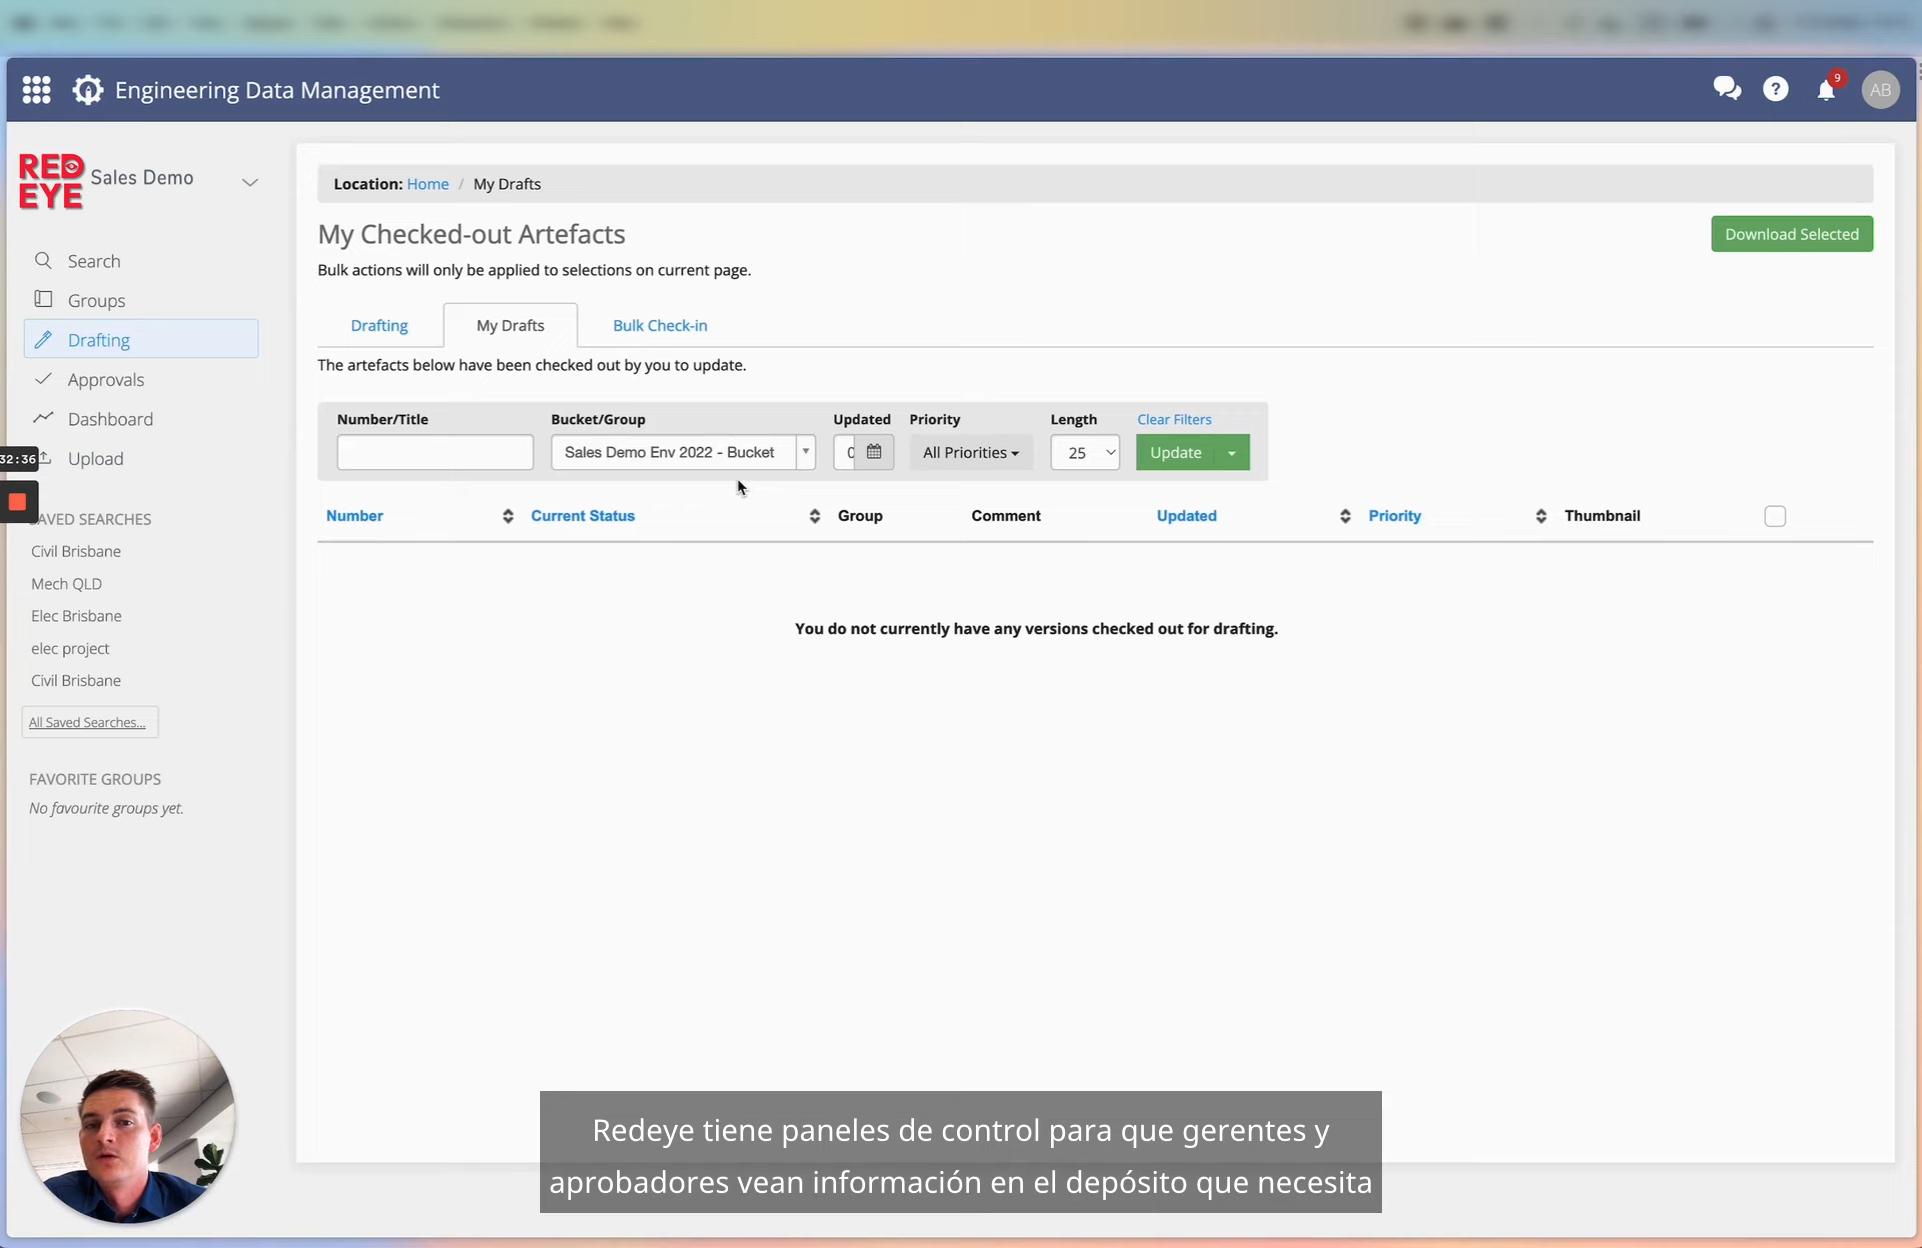 Engineering Data Management
9
AB
RED EYE
Sales Demo
Search
Groups
Drafting
Approvals
Dashboard
Upload
32:36
SAVED SEARCHES
Civil Brisbane
Mech QLD
Elec Brisbane
elec project
Civil Brisbane
All Saved Searches...
FAVORITE GROUPS
No favourite groups yet.
Location: Home / My Drafts
My Checked-out Artefacts
Download Selected
Bulk actions will only be applied to selections on current page.
Drafting My Drafts Bulk Check-in
The artefacts below have been checked out by you to update.
Number/Title Bucket/Group Updated Priority Length Clear Filters
Sales Demo Env 2022 - Bucket All Priorities 25 Update
Number Current Status Group Comment Updated Priority Thumbnail
You do not currently have any versions checked out for drafting.
Redeye tiene paneles de control para que gerentes y
aprobadores vean información en el depósito que necesita